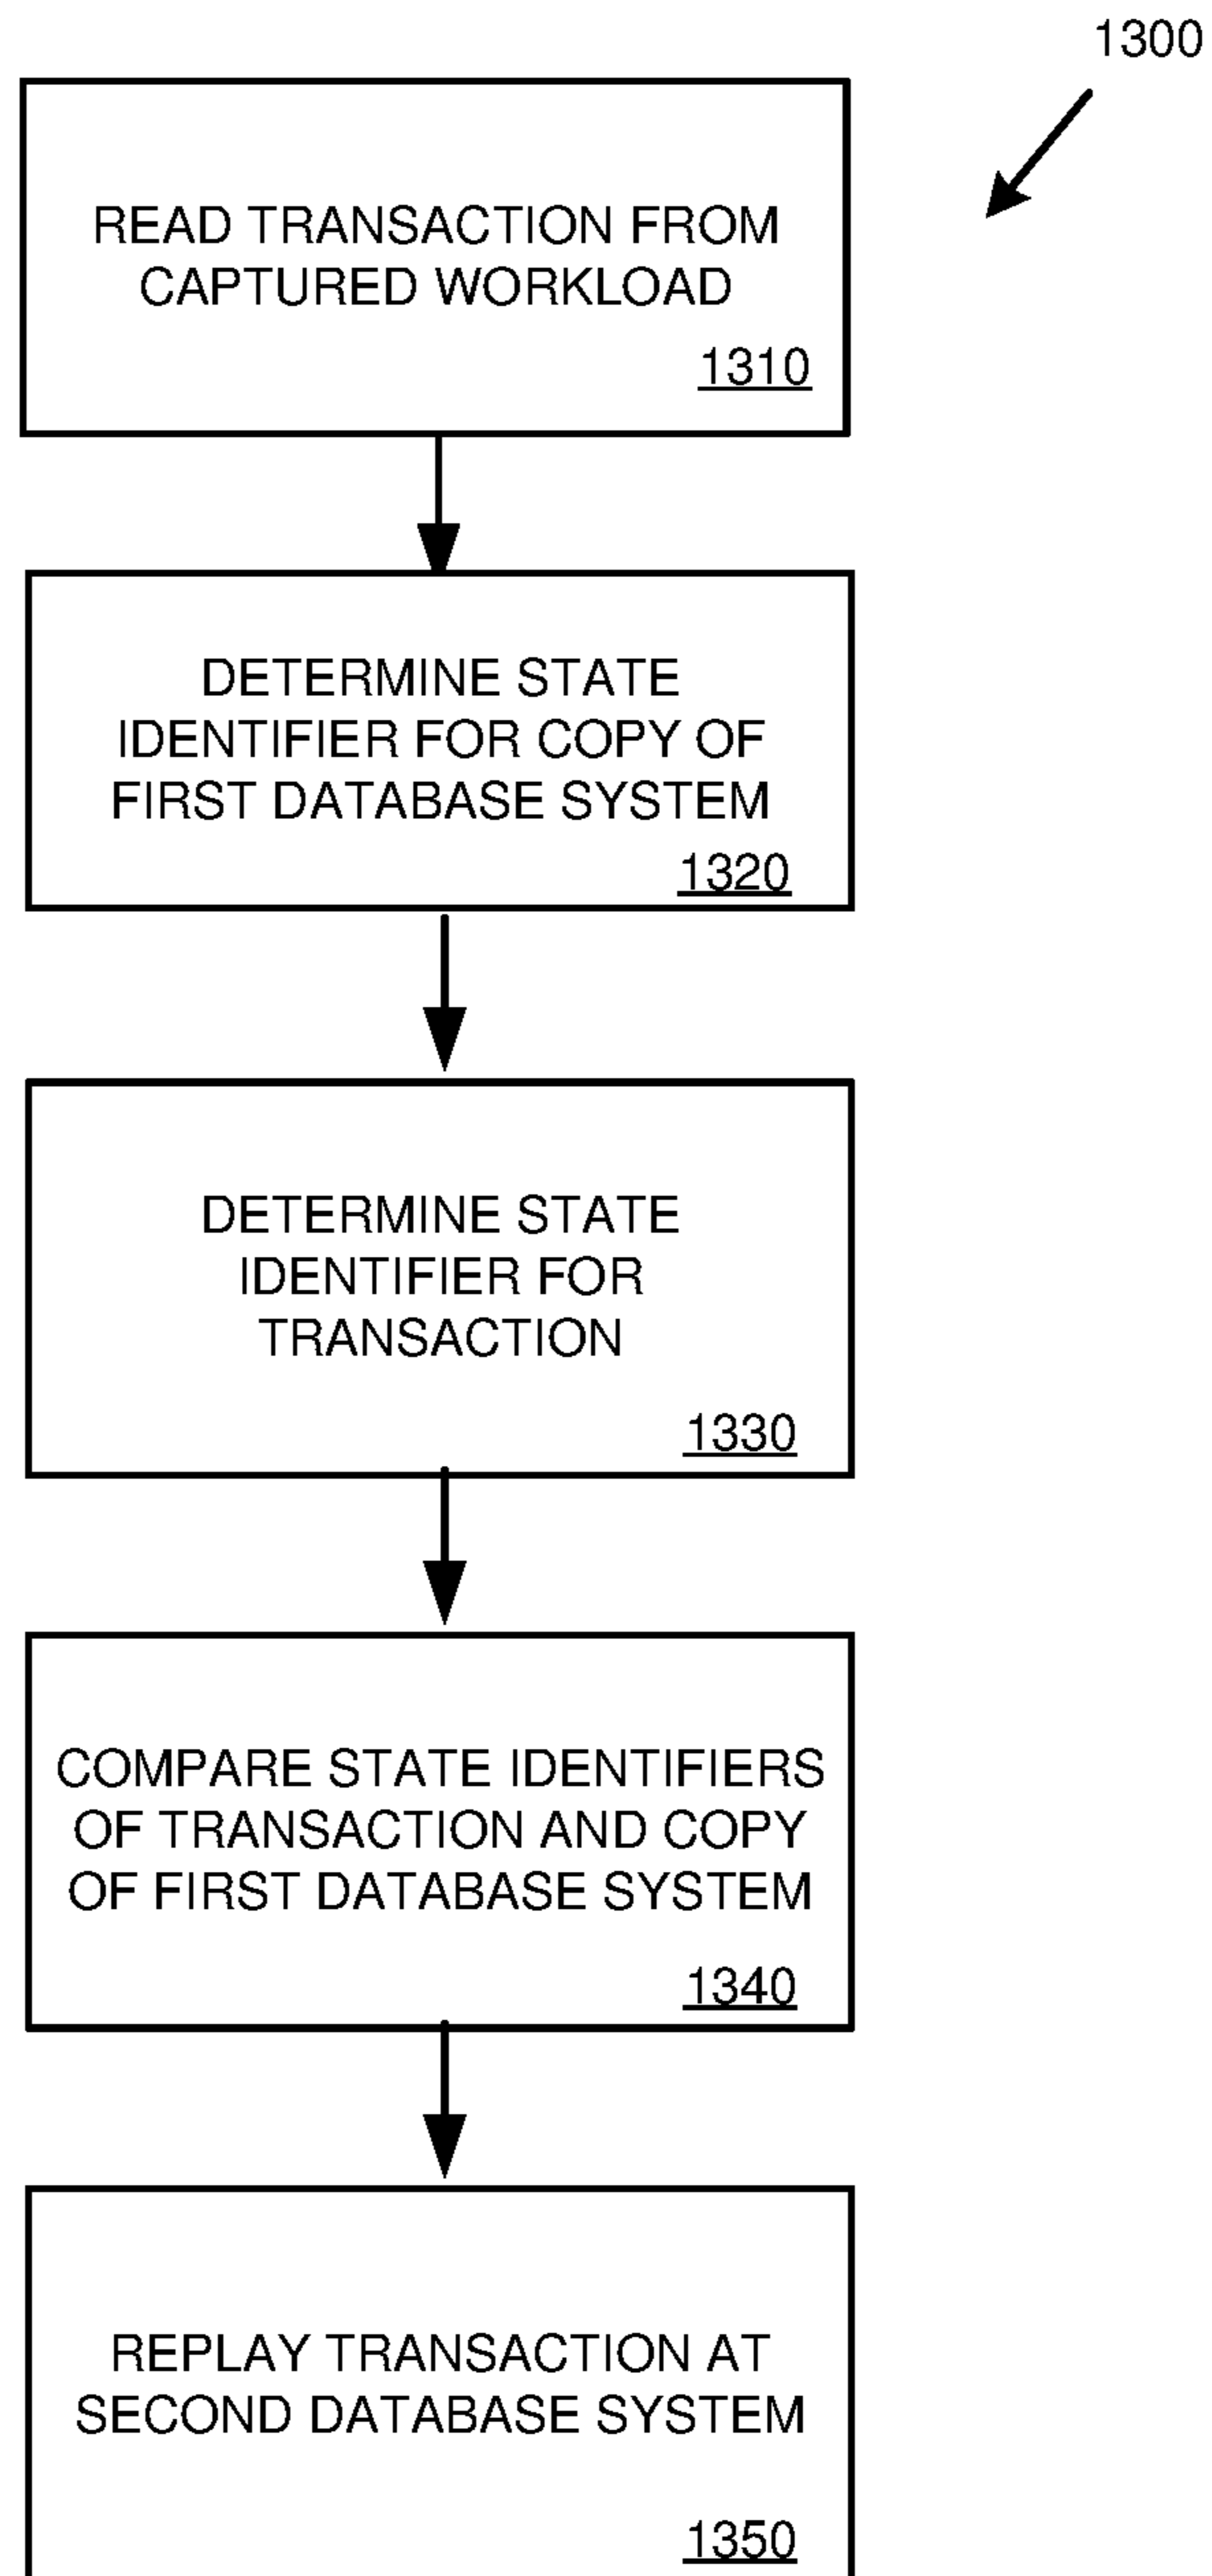 1300
READ TRANSACTION FROM
CAPTURED WORKLOAD
1310
DETERMINE STATE
IDENTIFIER FOR COPY OF
FIRST DATABASE SYSTEM
1320
DETERMINE STATE
IDENTIFIER FOR
TRANSACTION
1330
COMPARE STATE IDENTIFIERS
OF TRANSACTION AND COPY
OF FIRST DATABASE SYSTEM
1340
REPLAY TRANSACTION AT
SECOND DATABASE SYSTEM
1350